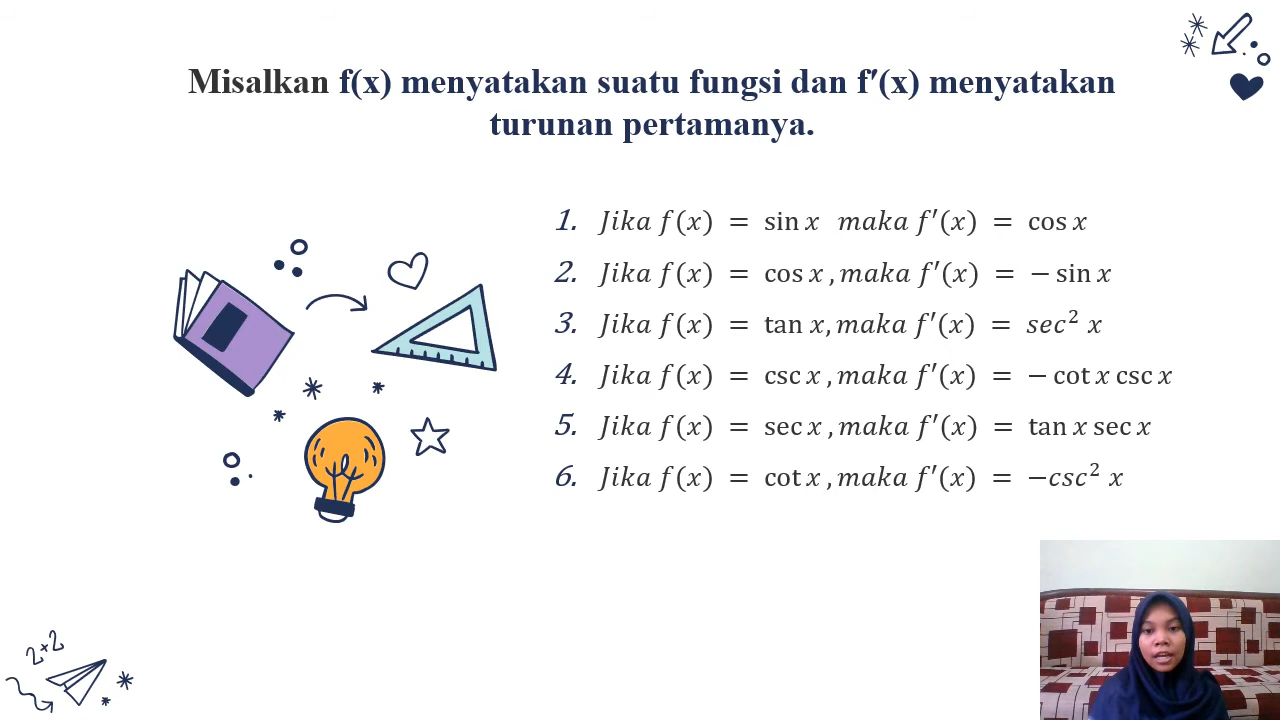 Misalkan f(x) menyatakan suatu fungsi dan f′(x) menyatakan
turunan pertamanya.
1. Jika f(x) = sin x maka f′(x) = cos x
2. Jika f(x) = cos x , maka f′(x) = − sin x
3. Jika f(x) = tan x, maka f′(x) = sec² x
4. Jika f(x) = csc x , maka f′(x) = − cot x csc x
5. Jika f(x) = sec x , maka f′(x) = tan x sec x
6. Jika f(x) = cot x , maka f′(x) = −csc² x
2×2